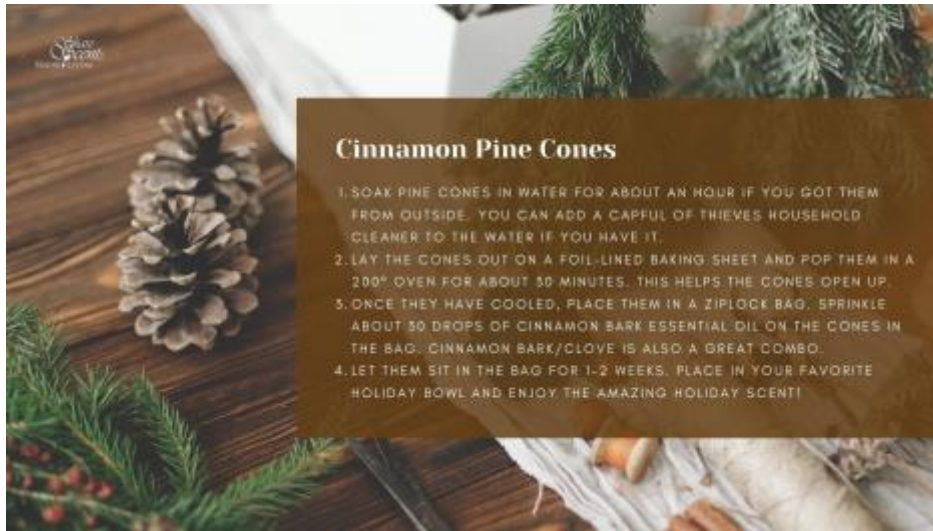 Cinnamon Pine Cones
1. SOAK PINE CONES IN WATER FOR ABOUT AN HOUR IF YOU GOT THEM
FROM OUTSIDE. YOU CAN ADD A CAPFUL OF THIEVES HOUSEHOLD
CLEANER TO THE WATER IF YOU HAVE IT.
2. LAY THE CONES OUT ON A FOIL-LINED BAKING SHEET AND POP THEM IN A
200° OVEN FOR ABOUT 30 MINUTES. THIS HELPS THE CONES OPEN UP.
3. ONCE THEY HAVE COOLED, PLACE THEM IN A ZIPLOCK BAG. SPRINKLE
ABOUT 30 DROPS OF CINNAMON BARK ESSENTIAL OIL ON THE CONES IN
THE BAG. CINNAMON BARK/CLOVE IS ALSO A GREAT COMBO.
4. LET THEM SIT IN THE BAG FOR 1-2 WEEKS. PLACE IN YOUR FAVORITE
HOLIDAY BOWL AND ENJOY THE AMAZING HOLIDAY SCENT!